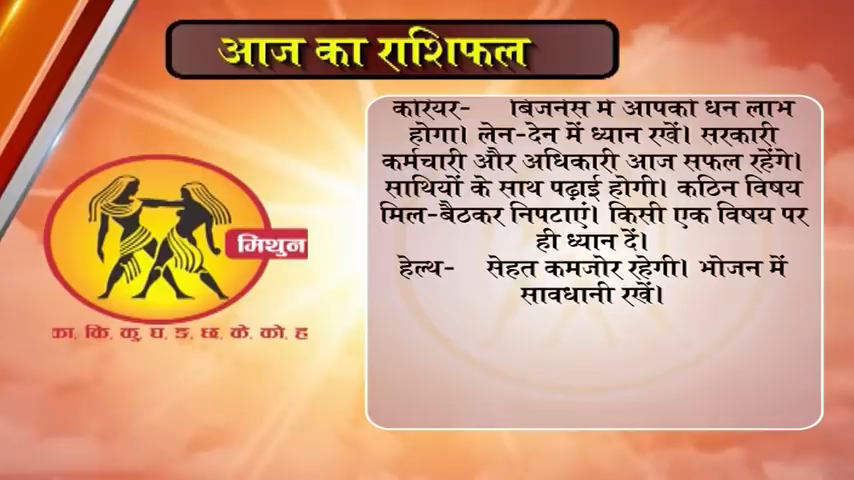 आज का राशिफल
करियर- बिजनेस में आपको धन लाभ
होगा। लेन-देन में ध्यान रखें। सरकारी
कर्मचारी और अधिकारी आज सफल रहेंगे।
साथियों के साथ पढ़ाई होगी। कठिन विषय
मिल-बैठकर निपटाएं। किसी एक विषय पर
ही ध्यान दें।
हेल्थ- सेहत कमजोर रहेगी। भोजन में
सावधानी रखें।
मिथुन
का, कि, कु, घ, ङ, छ, के, को, ह